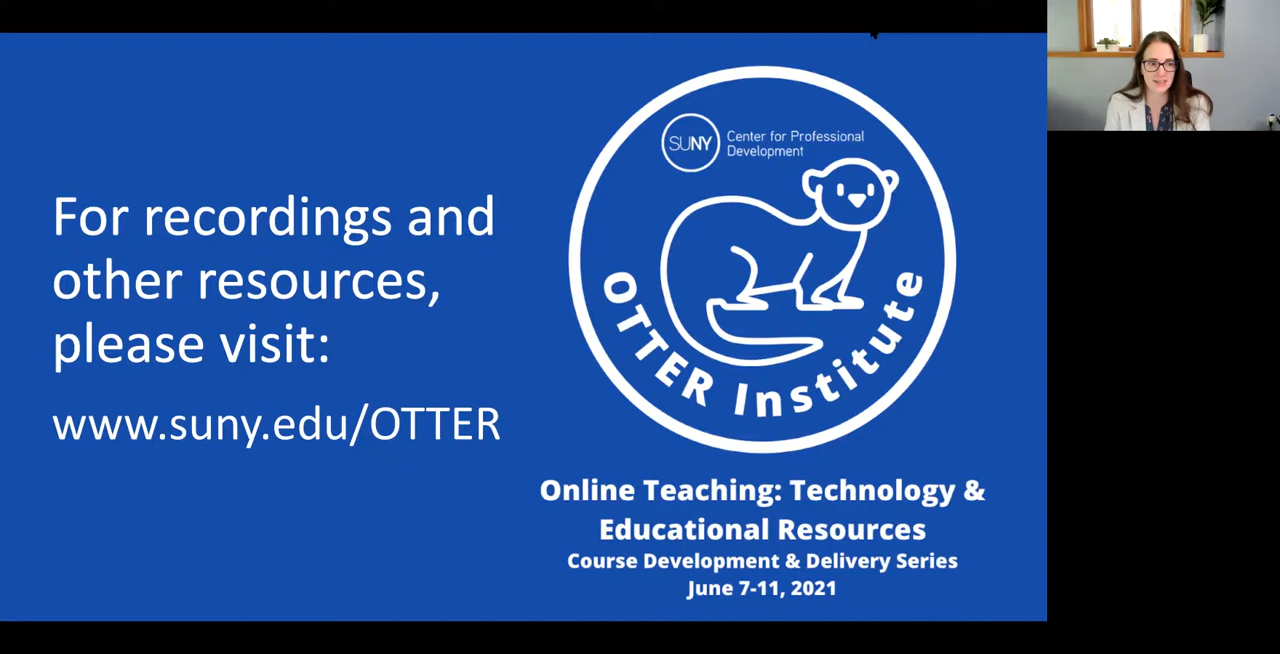 For recordings and
other resources,
please visit:
www.suny.edu/OTTER
SUNY
Center for Professional
Development
OTTER Institute
Online Teaching: Technology &
Educational Resources
Course Development & Delivery Series
June 7-11, 2021